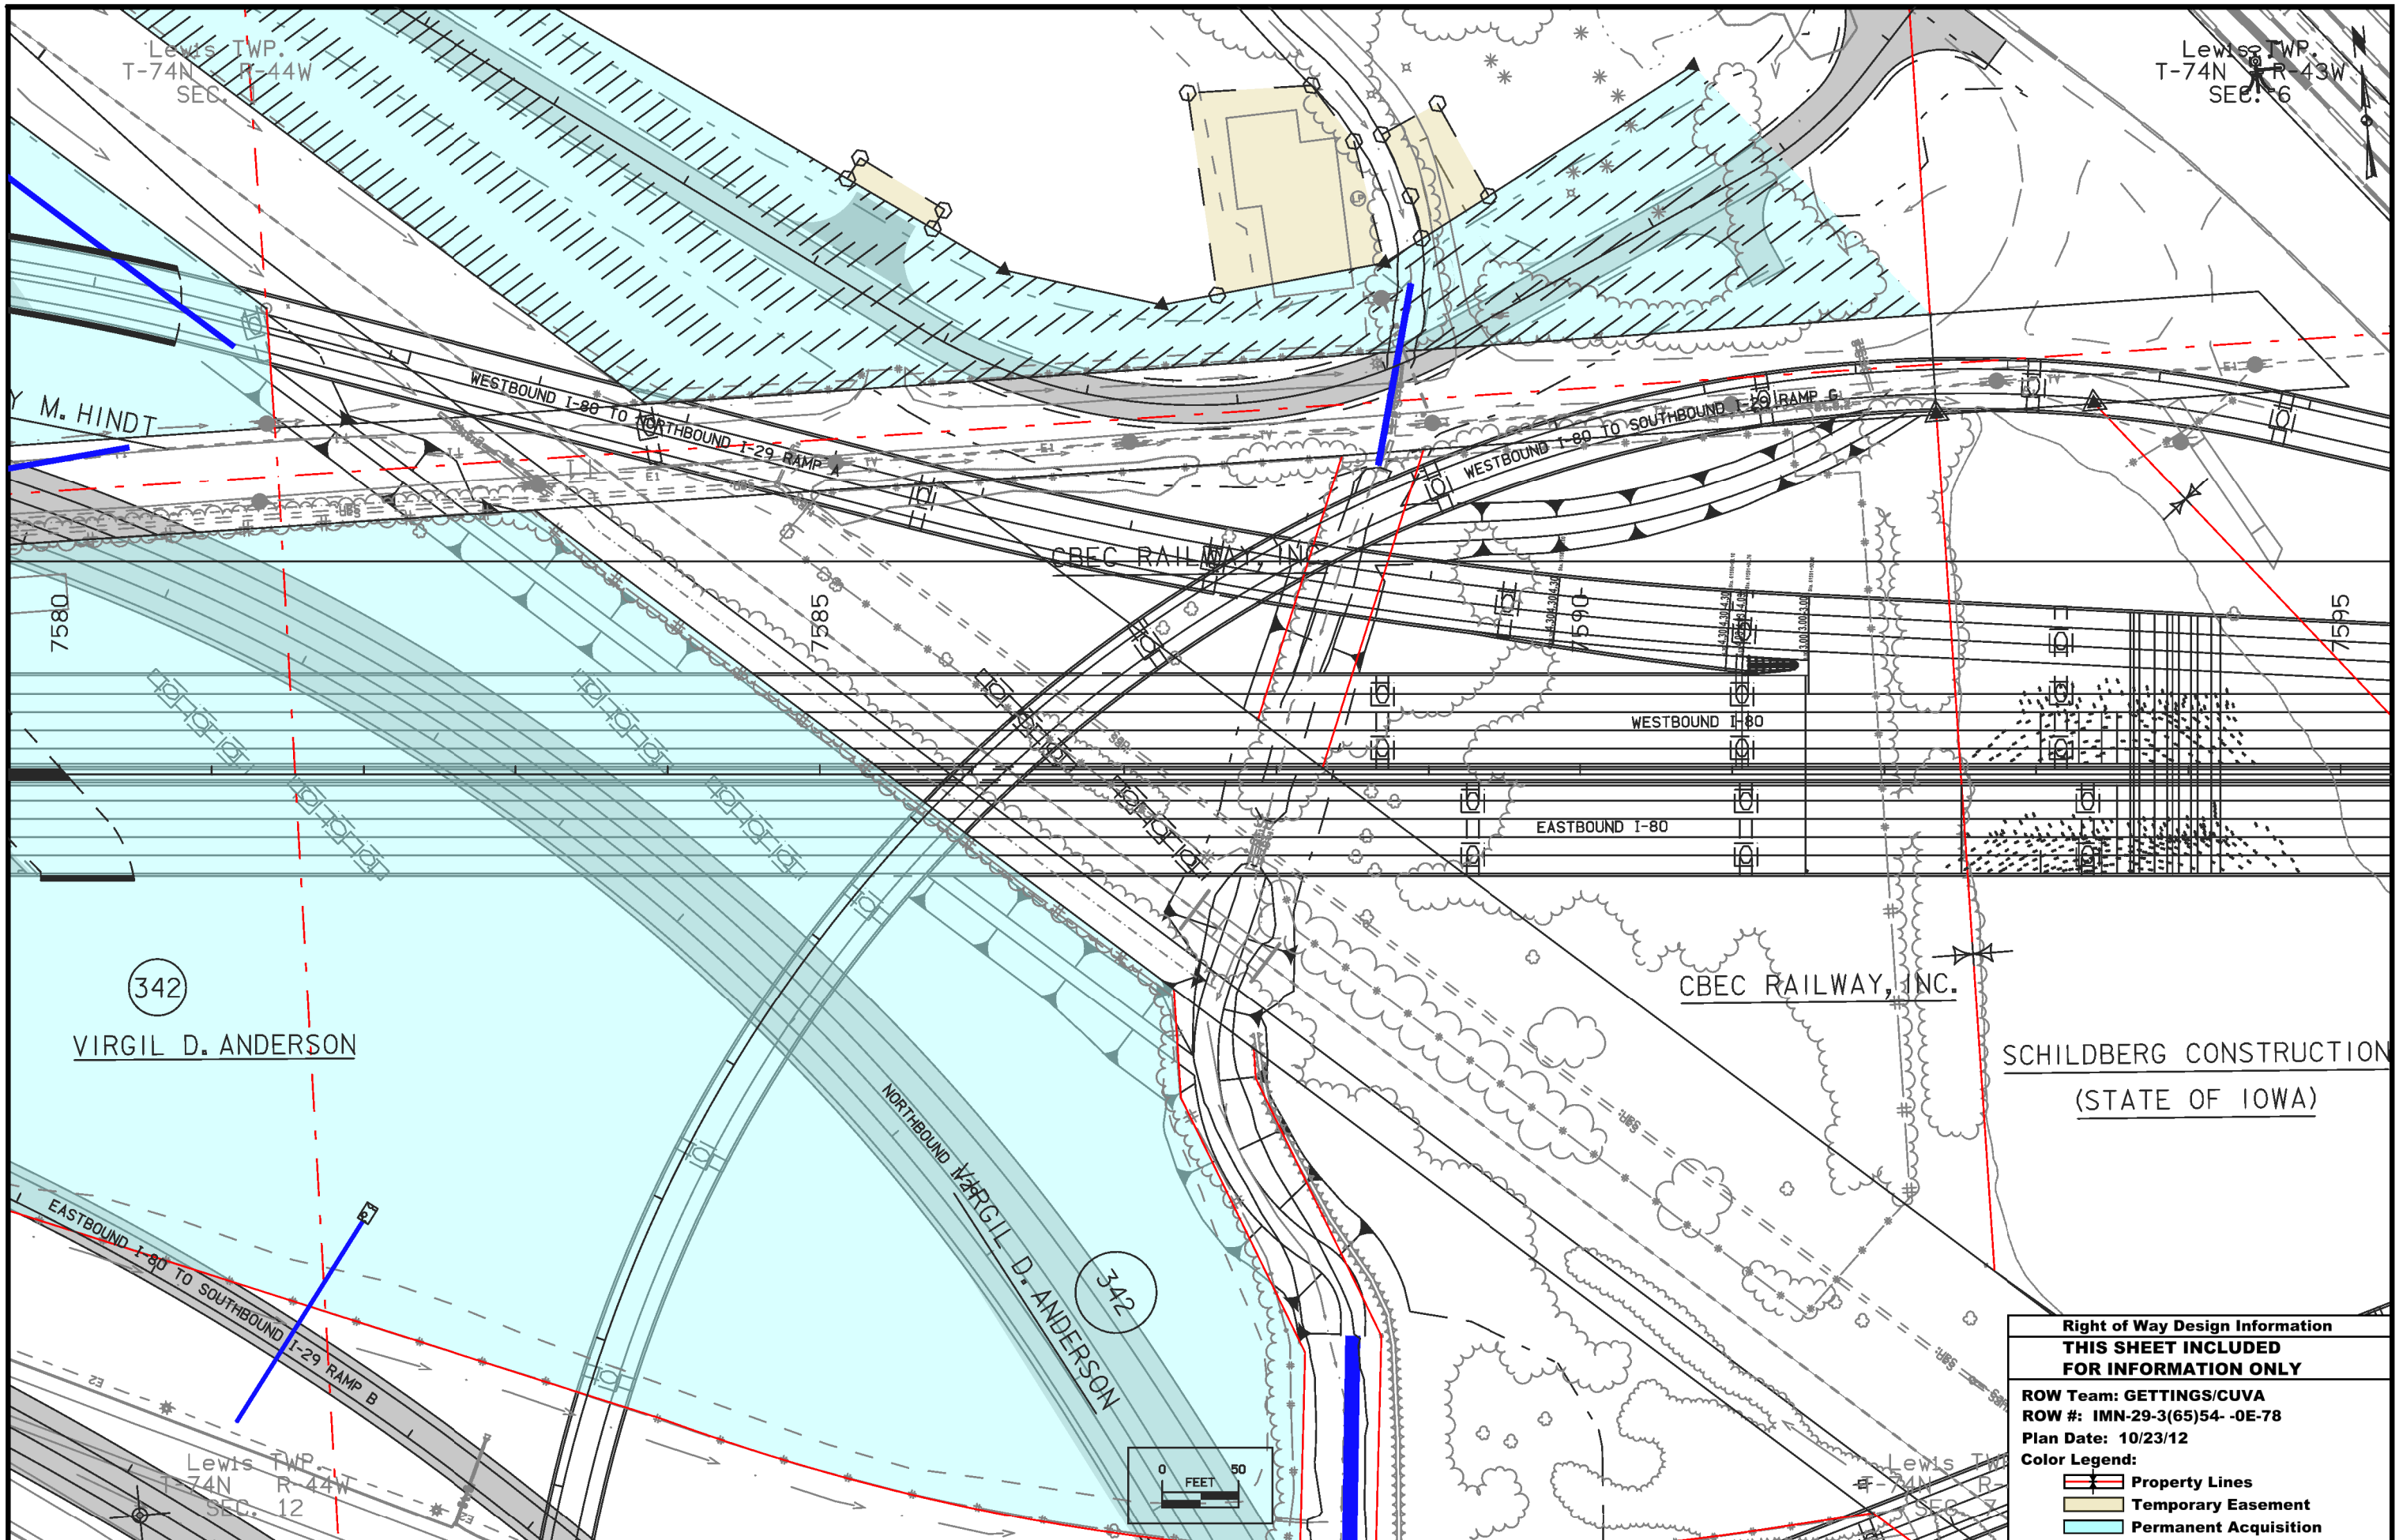 Lewis TWP.
T-74N R-44W
SEC.
Lewis TWP.
T-74N R-43W
SEC. 6
Y M. HINDT
WESTBOUND I-80 TO NORTHBOUND I-29 RAMP A
WESTBOUND I-80 TO SOUTHBOUND I-29 RAMP G
CBEC RAILWAY, INC
7580
7585
7590
7595
WESTBOUND I-80
EASTBOUND I-80
342
VIRGIL D. ANDERSON
CBEC RAILWAY, INC.
SCHILDBERG CONSTRUCTION
(STATE OF IOWA)
NORTHBOUND I-29
VIRGIL D. ANDERSON
342
EASTBOUND I-80 TO SOUTHBOUND I-29 RAMP B
Lewis TWP.
T-74N R-44W
SEC. 12
0 50
FEET
Lewis TW
T-74N R-
SEC. 7
Right of Way Design Information
THIS SHEET INCLUDED
FOR INFORMATION ONLY
ROW Team: GETTINGS/CUVA
ROW #: IMN-29-3(65)54- -0E-78
Plan Date: 10/23/12
Color Legend:
Property Lines
Temporary Easement
Permanent Acquisition